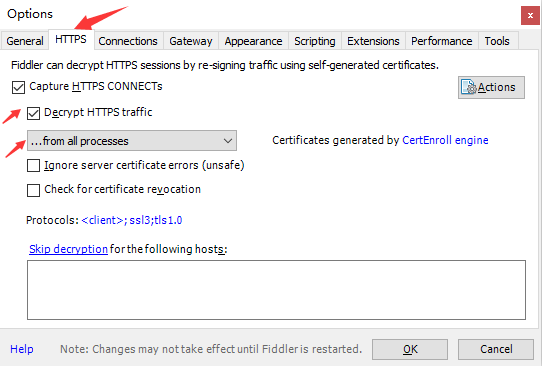 Options
General HTTPS Connections Gateway Appearance Scripting Extensions Performance Tools
Fiddler can decrypt HTTPS sessions by re-signing traffic using self-generated certificates.
Capture HTTPS CONNECTs
Actions
Decrypt HTTPS traffic
...from all processes
Certificates generated by CertEnroll engine
Ignore server certificate errors (unsafe)
Check for certificate revocation
Protocols: <client>; ssl3;tls1.0
Skip decryption for the following hosts:
Help Note: Changes may not take effect until Fiddler is restarted. OK Cancel